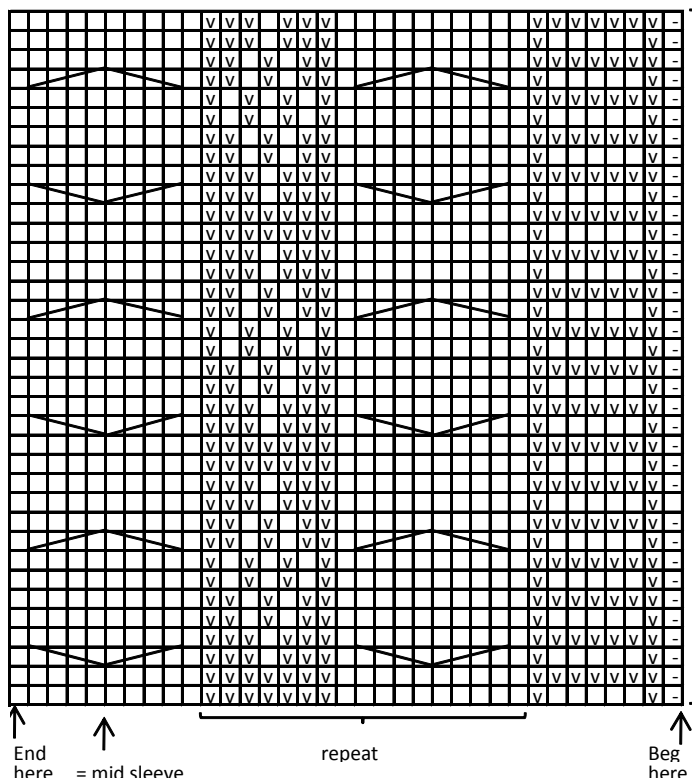 v v v v v v v v v v v v v -
v v v v v v v v -
v v v v v v v v v v v v -
v v v v v v v -
v v v v v v v v v v v -
v v v v v v -
v v v v v v v v v v v v -
v v v v v v v -
v v v v v v v v v v v v v -
v v v v v v v v -
v v v v v v v v v v v v v v -
v v v v v v v v v -
v v v v v v v v v v v v v -
v v v v v v v v -
v v v v v v v v v v v v -
v v v v v v v -
v v v v v v v v v v v -
v v v v v v -
v v v v v v v v v v v v -
v v v v v v v -
v v v v v v v v v v v v v -
v v v v v v v v -
v v v v v v v v v v v v v v -
v v v v v v v v v -
v v v v v v v v v v v v v -
v v v v v v v v -
v v v v v v v v v v v v -
v v v v v v v -
v v v v v v v v v v v -
v v v v v v -
v v v v v v v v v v v v -
v v v v v v v -
v v v v v v v v v v v v v -
v v v v v v v v -
v v v v v v v v v v v v v v -
v v v v v v v v v -
End repeat Beg
here = mid sleeve here